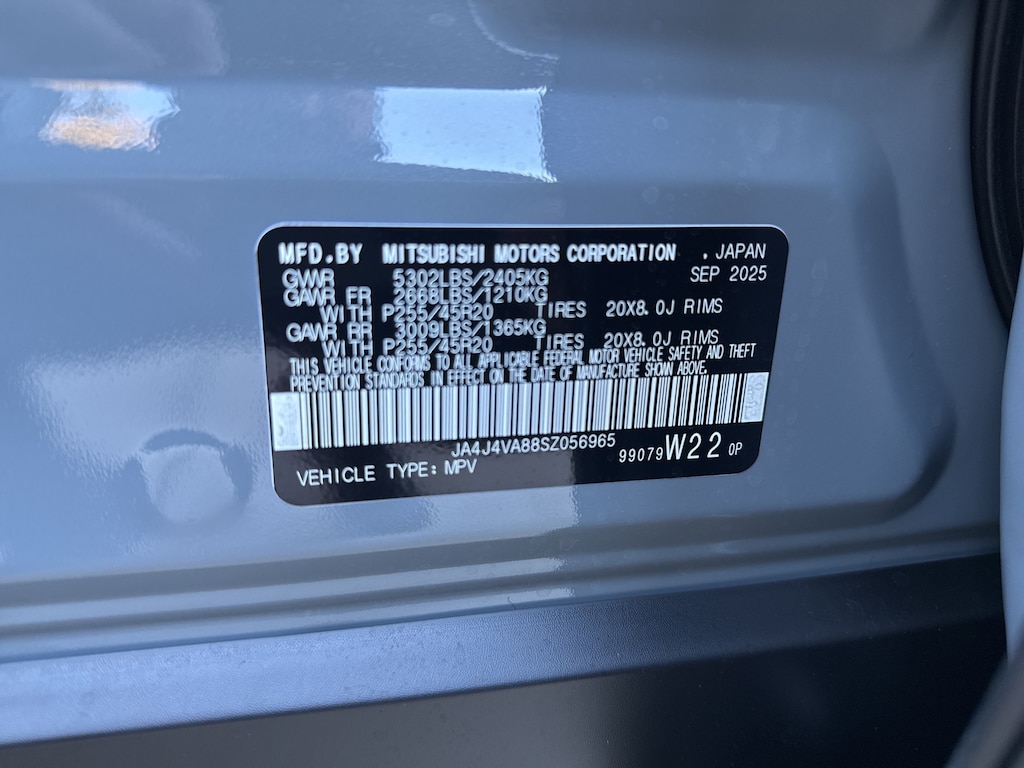 MFD.BY MITSUBISHI MOTORS CORPORATION . JAPAN
SEP 2025
GVWR 5302LBS/2405KG
GAWR FR 2668LBS/1210KG
WITH P255/45R20 TIRES 20X8.0J RIMS
GAWR RR 3009LBS/1365KG
WITH P255/45R20 TIRES 20X8.0J RIMS
THIS VEHICLE CONFORMS TO ALL APPLICABLE FEDERAL MOTOR VEHICLE SAFETY AND THEFT
PREVENTION STANDARDS IN EFFECT ON THE DATE OF MANUFACTURE SHOWN ABOVE.
JA4J4VA88SZ056965
99079 W22 0P
VEHICLE TYPE: MPV